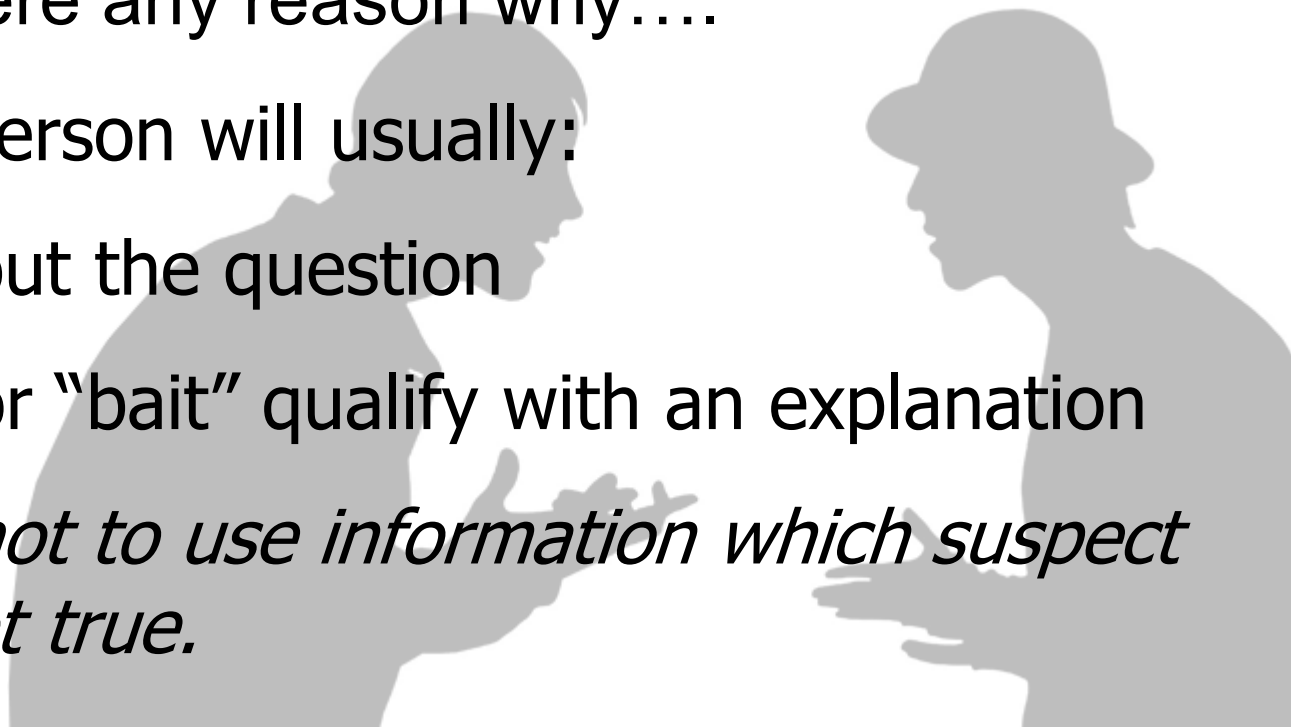 ere any reason why….
erson will usually:
out the question
or “bait” qualify with an explanation
not to use information which suspect
t true.